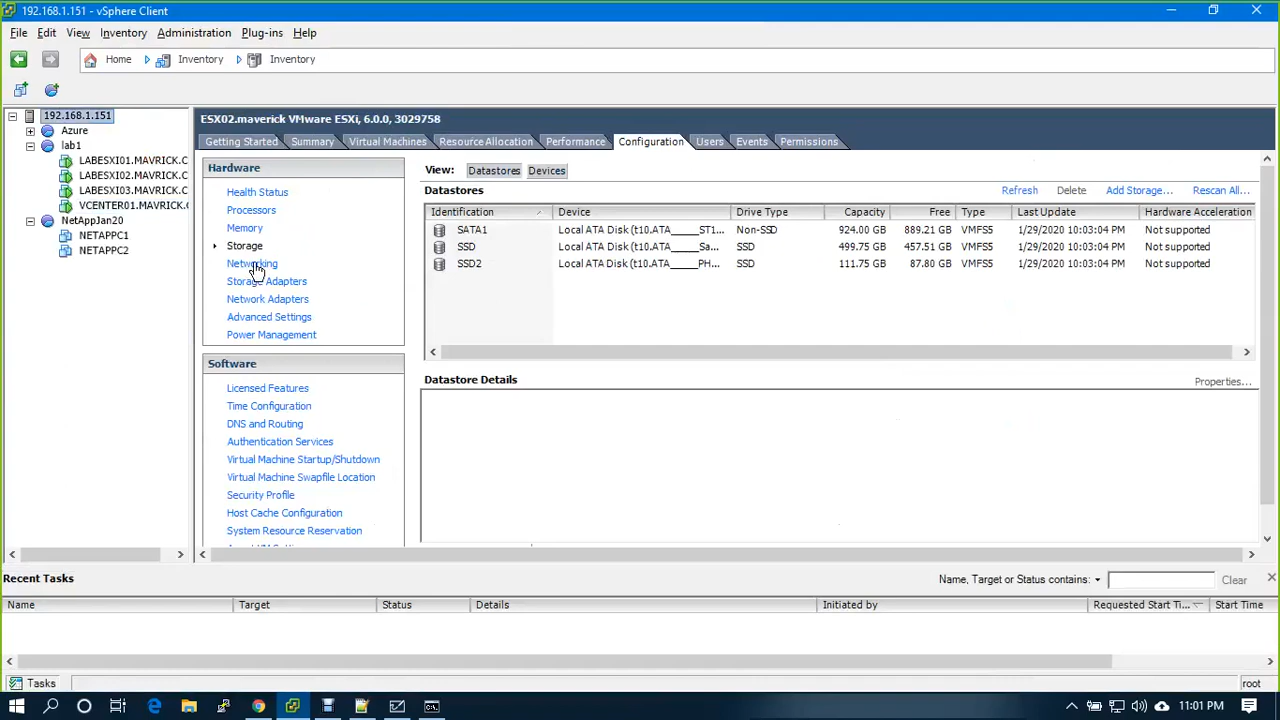 192.168.1.151 - vSphere Client
File Edit View Inventory Administration Plug-ins Help
Home Inventory Inventory
192.168.1.151
Azure
lab1
LABESXI01.MAVRICK.C
LABESXI02.MAVRICK.C
LABESXI03.MAVRICK.C
VCENTER01.MAVRICK.C
NetAppJan20
NETAPPC1
NETAPPC2
ESX02.maverick VMware ESXi, 6.0.0, 3029758
Getting Started Summary Virtual Machines Resource Allocation Performance Configuration Users Events Permissions
Hardware
Health Status
Processors
Memory
Storage
Networking
Storage Adapters
Network Adapters
Advanced Settings
Power Management
Software
Licensed Features
Time Configuration
DNS and Routing
Authentication Services
Virtual Machine Startup/Shutdown
Virtual Machine Swapfile Location
Security Profile
Host Cache Configuration
System Resource Reservation
View: Datastores Devices
Datastores Refresh Delete Add Storage... Rescan All...
Identification Device Drive Type Capacity Free Type Last Update Hardware Acceleration
SATA1 Local ATA Disk (t10.ATA_____ST1... Non-SSD 924.00 GB 889.21 GB VMFS5 1/29/2020 10:03:04 PM Not supported
SSD Local ATA Disk (t10.ATA_____Sa... SSD 499.75 GB 457.51 GB VMFS5 1/29/2020 10:03:04 PM Not supported
SSD2 Local ATA Disk (t10.ATA_____PH... SSD 111.75 GB 87.80 GB VMFS5 1/29/2020 10:03:04 PM Not supported
Datastore Details Properties...
Recent Tasks Name, Target or Status contains: Clear
Name Target Status Details Initiated by Requested Start Ti... Start Time
Tasks root
11:01 PM